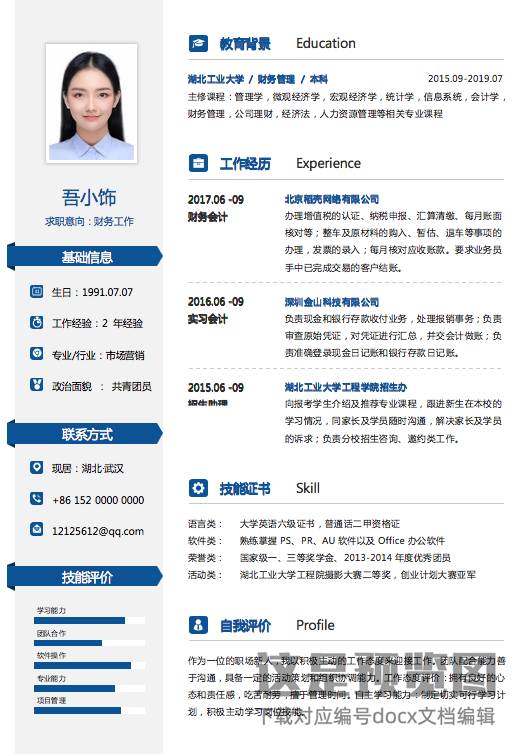 吾小饰
求职意向：财务工作
基础信息
生日：1991.07.07
工作经验：2 年经验
专业/行业：市场营销
政治面貌 ： 共青团员
联系方式
现居：湖北·武汉
+86 152 0000 0000
12125612@qq.com
技能评价
学习能力
团队合作
软件操作
专业能力
项目管理
教育背景 Education
湖北工业大学 / 财务管理 / 本科 2015.09-2019.07
主修课程：管理学，微观经济学，宏观经济学，统计学，信息系统，会计学，
财务管理，公司理财，经济法，人力资源管理等相关专业课程
工作经历 Experience
2017.06 -09 北京稻壳网络有限公司
财务会计
办理增值税的认证、纳税申报、汇算清缴、每月账面
核对等；整车及原材料的购入、暂估、退车等事项的
办理，发票的录入；每月核对应收账款。要求业务员
手中已完成交易的客户结账。
2016.06 -09 深圳金山科技有限公司
实习会计
负责现金和银行存款收付业务，处理报销事务；负责
审查原始凭证，对凭证进行汇总，并交会计做账；负
责准确登录现金日记账和银行存款日记账。
2015.06 -09 湖北工业大学工程学院招生办
招生助理
向报考学生介绍及推荐专业课程，跟进新生在本校的
学习情况，同家长及学员随时沟通，解决家长及学员
的诉求；负责分校招生咨询、邀约类工作。
技能证书 Skill
语言类： 大学英语六级证书，普通话二甲资格证
软件类： 熟练掌握 PS、PR、AU 软件以及 Office 办公软件
荣誉类： 国家级一、三等奖学金、2013-2014 年度优秀团员
活动类： 湖北工业大学工程院摄影大赛二等奖，创业计划大赛亚军
自我评价 Profile
作为一位的职场新人，我以积极主动的工作态度来迎接工作。团队配合能力善
于沟通，具备一定的活动策划和组织协调能力。工作态度评价：拥有良好的心
态和责任感，吃苦耐劳，擅于管理时间。自主学习能力：制定切实可行学习计
划，积极主动学习岗位技能。
这是预览图
下载对应编号docx文档编辑